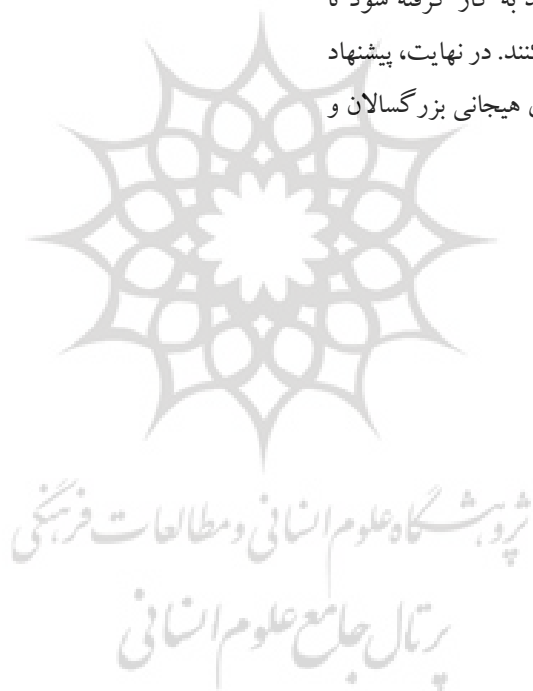 به کار گرفته شود تا
کنند. در نهایت، پیشنهاد
هیجانی بزرگسالان و
پژوهشگاه علوم انسانی و مطالعات فرهنگی
پرتال جامع علوم انسانی